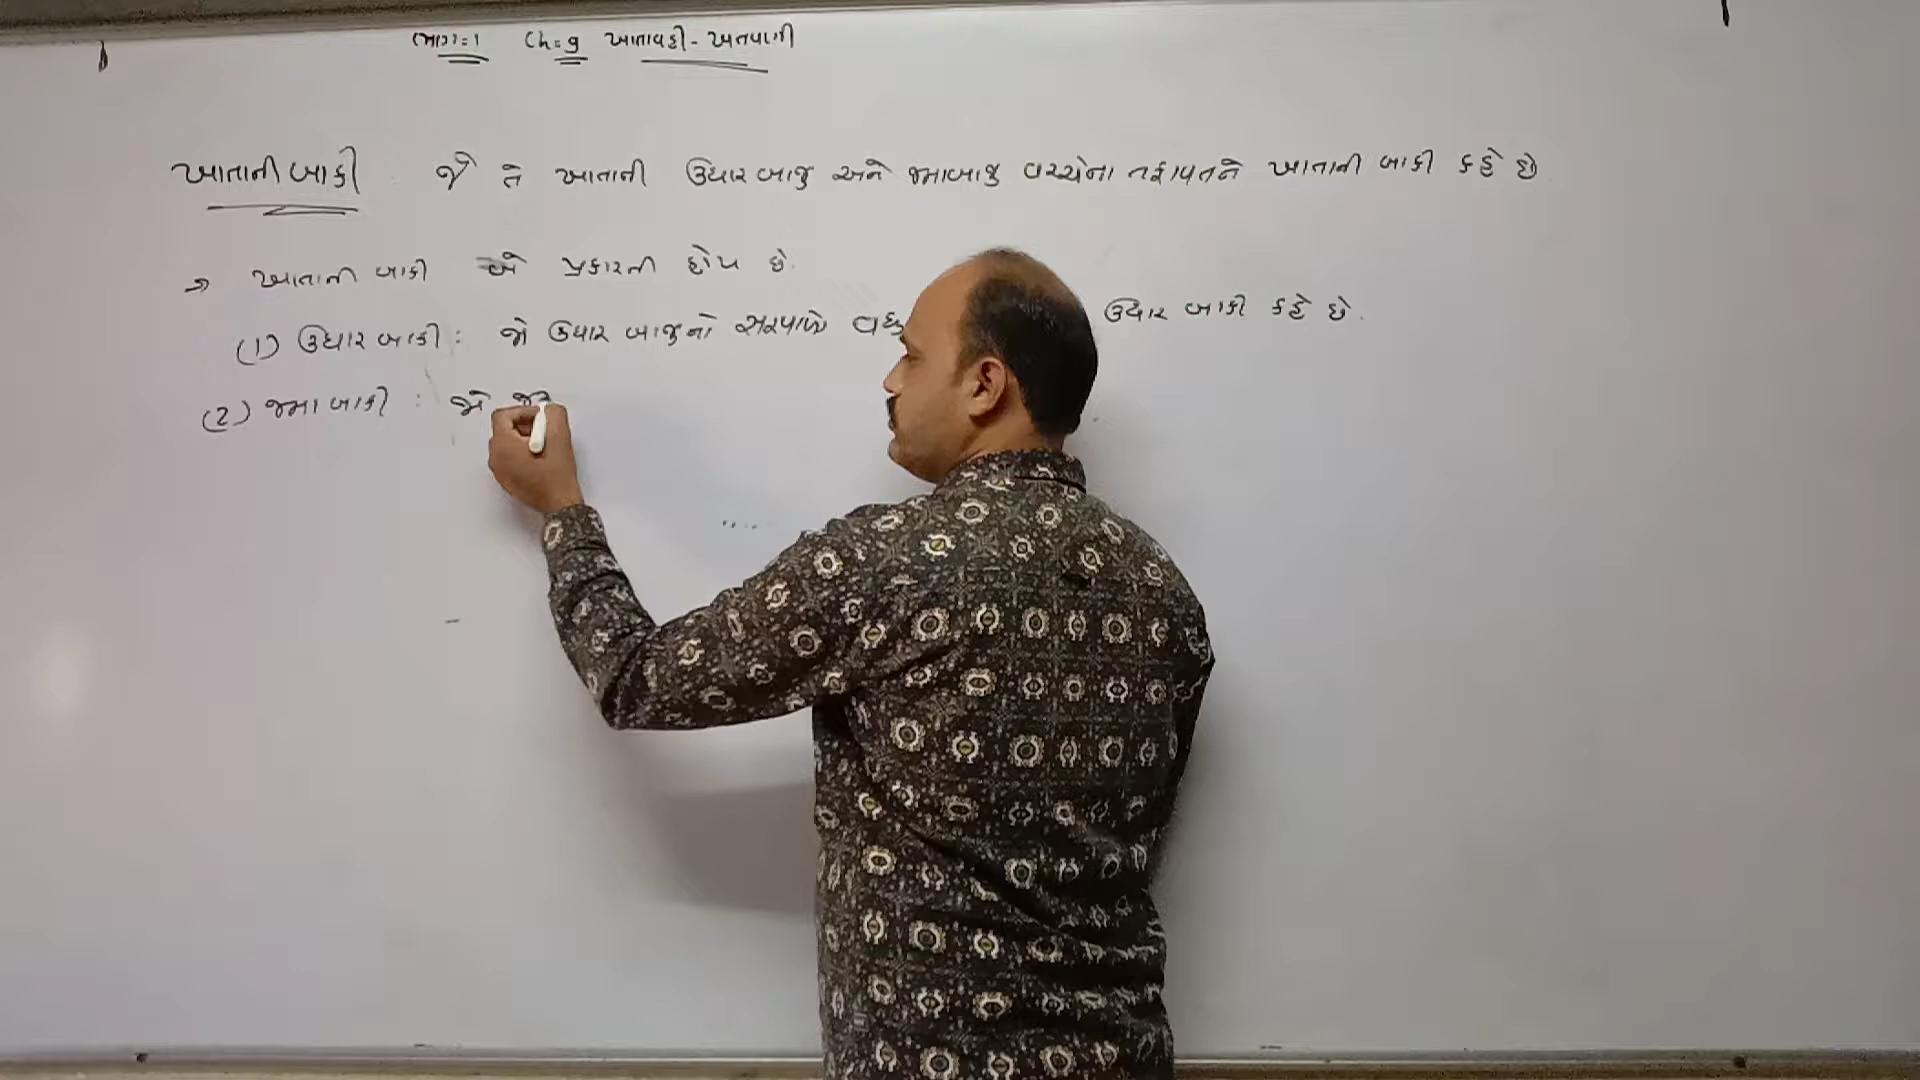 ભાગ=1 Ch=9 ખાતાવહી - ખતવણી
ખાતાની બાકી : જે તે ખાતાની ઉધાર બાજુ અને જમાબાજુ વચ્ચેના તફાવતને ખાતાની બાકી કહે છે
→ ખાતાની બાકી બે પ્રકારની હોય છે.
(1) ઉધાર બાકી : જો ઉધાર બાજુનો સરવાળો વધુ ઉધાર બાકી કહે છે.
(2) જમા બાકી : જો